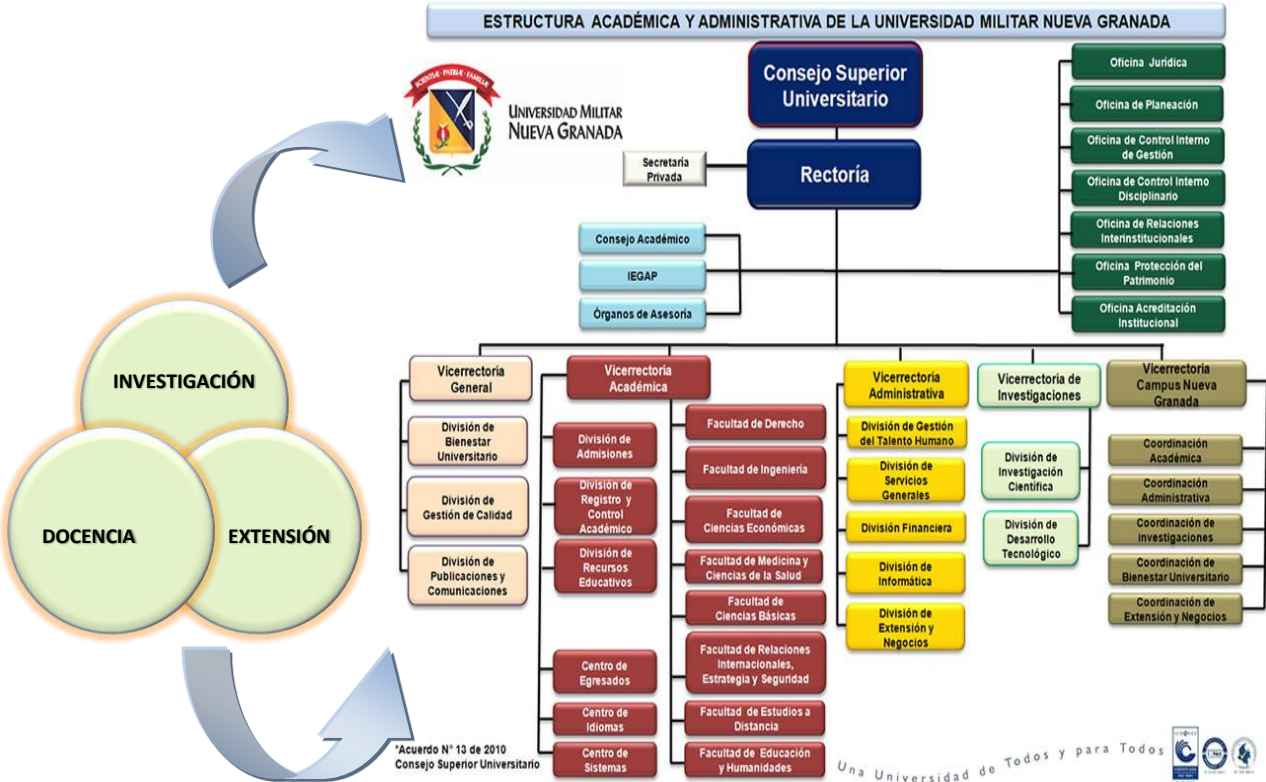 ESTRUCTURA ACADÉMICA Y ADMINISTRATIVA DE LA UNIVERSIDAD MILITAR NUEVA GRANADA
SCIENTIÆ · PATRIÆ · FAMILIÆ
UNIVERSIDAD MILITAR
NUEVA GRANADA
Consejo Superior
Universitario
Secretaría
Privada
Rectoría
Oficina Jurídica
Oficina de Planeación
Oficina de Control Interno
de Gestión
Oficina de Control Interno
Disciplinario
Oficina de Relaciones
Interinstitucionales
Oficina Protección del
Patrimonio
Oficina Acreditación
Institucional
Consejo Académico
IEGAP
Órganos de Asesoría
INVESTIGACIÓN
DOCENCIA
EXTENSIÓN
Vicerrectoria
General
División de
Bienestar
Universitario
División de
Gestión de Calidad
División de
Publicaciones y
Comunicaciones
Vicerrectoria
Académica
División de
Admisiones
División de
Registro y
Control
Académico
División de
Recursos
Educativos
Centro de
Egresados
Centro de
Idiomas
Centro de
Sistemas
Facultad de Derecho
Facultad de Ingeniería
Facultad de
Ciencias Económicas
Facultad de Medicina y
Ciencias de la Salud
Facultad de
Ciencias Básicas
Facultad de Relaciones
Internacionales,
Estrategia y Seguridad
Facultad de Estudios a
Distancia
Facultad de Educación
y Humanidades
Vicerrectoria
Administrativa
División de Gestión
del Talento Humano
División de
Servicios
Generales
División Financiera
División de
Informática
División de
Extensión y
Negocios
Vicerrectoria de
Investigaciones
División de
Investigación
Científica
División de
Desarrollo
Tecnológico
Vicerrectoria
Campus Nueva
Granada
Coordinación
Académica
Coordinación
Administrativa
Coordinación de
investigaciones
Coordinación de
Bienestar Universitario
Coordinación de
Extensión y Negocios
*Acuerdo N° 13 de 2010
Consejo Superior Universitario
Una Universidad de Todos y para Todos